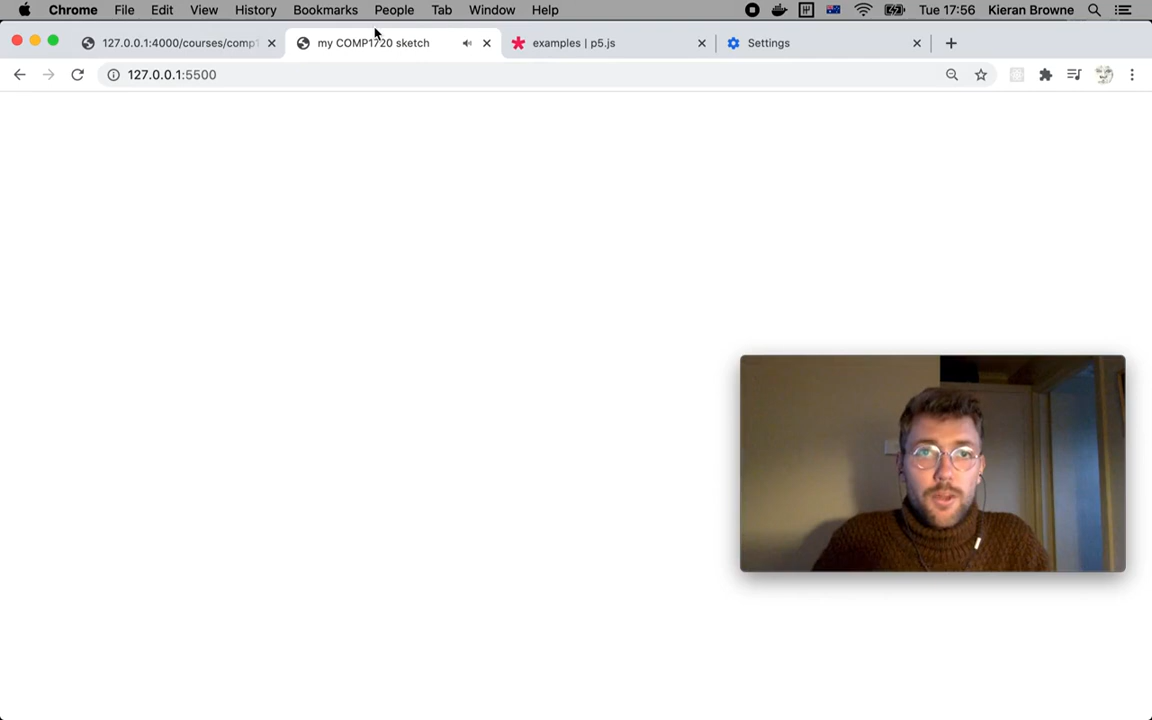 Chrome File Edit View History Bookmarks People Tab Window Help Tue 17:56 Kieran Browne
127.0.0.1:4000/courses/comp1 my COMP1720 sketch examples | p5.js Settings
127.0.0.1:5500